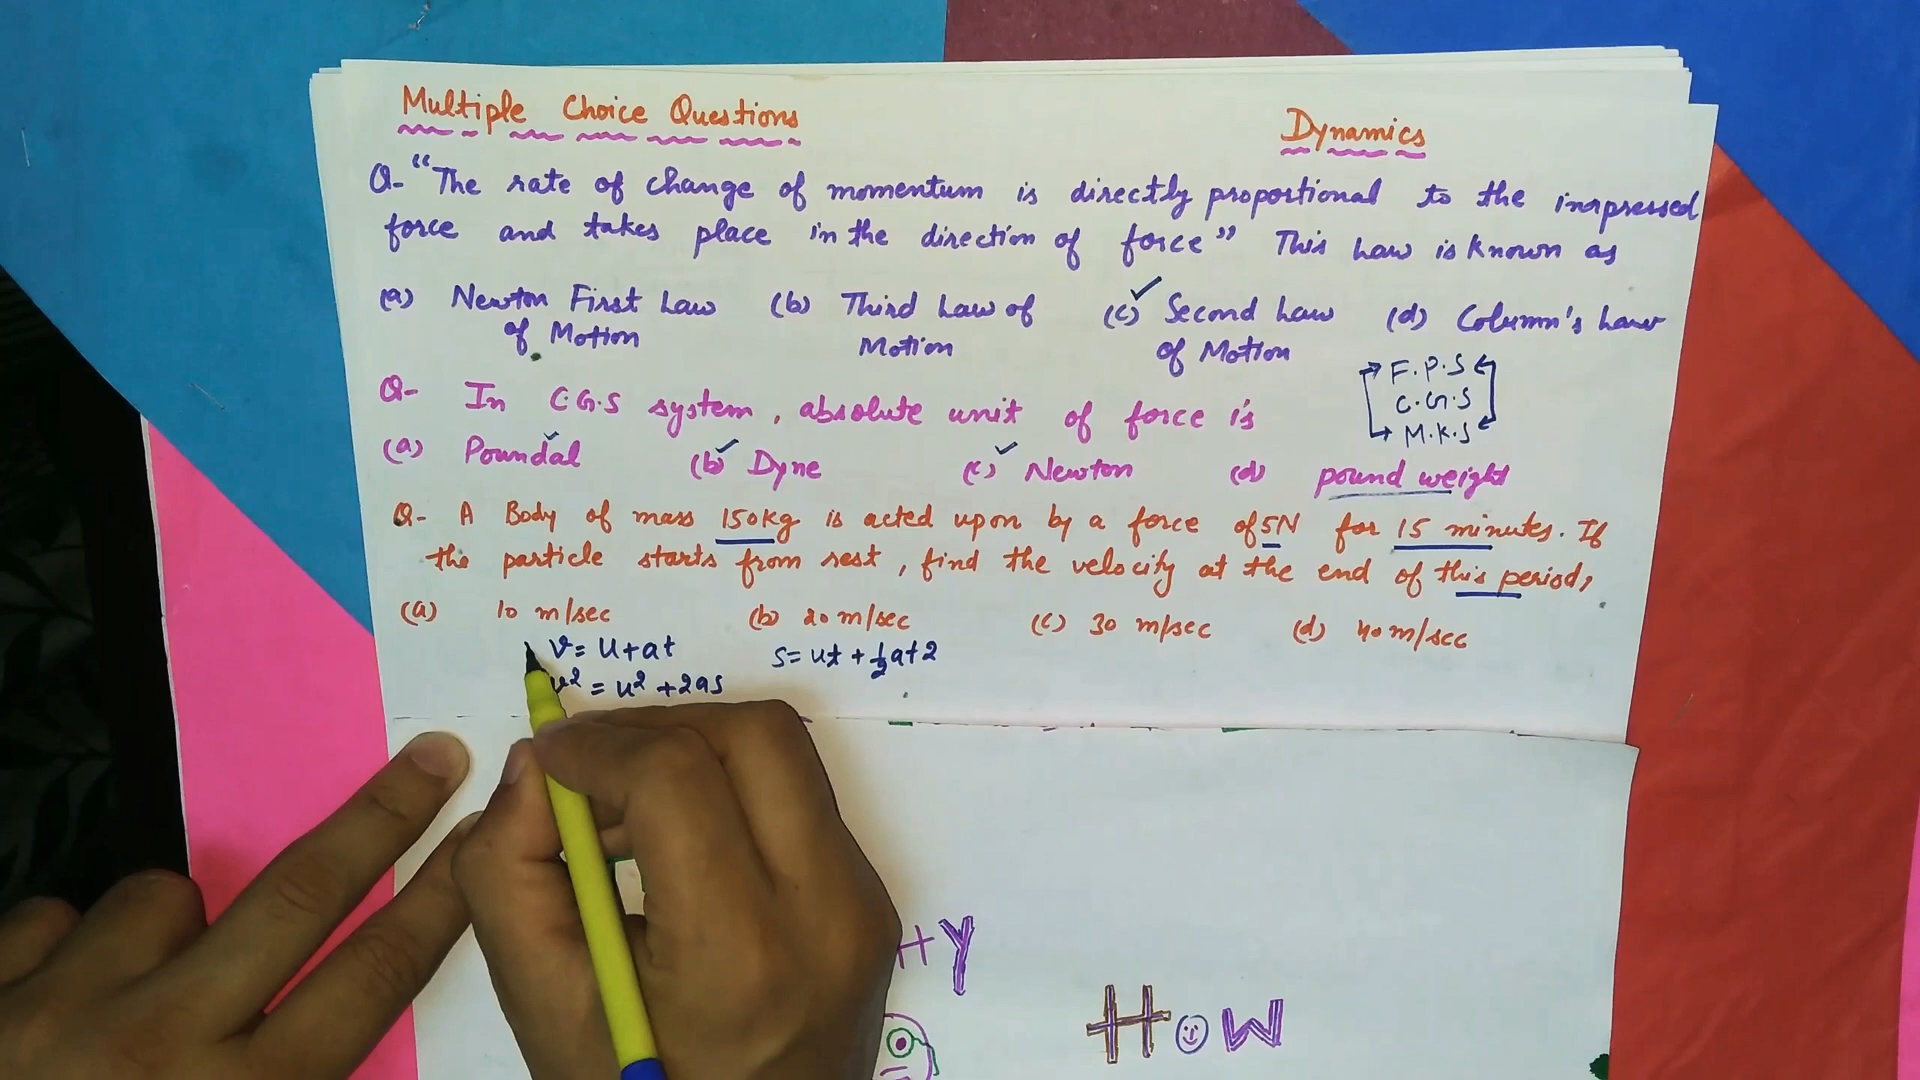 Multiple Choice Questions
Dynamics
Q- "The rate of change of momentum is directly proportional to the impressed
force and takes place in the direction of force" This Law is known as
(a) Newton First Law of Motion
(b) Third Law of Motion
(c) Second Law of Motion
(d) Column's Law
F.P.S
C.G.S
M.K.S
Q- In C.G.S system, absolute unit of force is
(a) Poundal (b) Dyne (c) Newton (d) pound weight
Q- A Body of mass 150kg is acted upon by a force of 5N for 15 minutes. If
the particle starts from rest, find the velocity at the end of this period,
(a) 10 m/sec (b) 20 m/sec (c) 30 m/sec (d) 40 m/sec
v = u+at
s = ut + 1/2 at2
v² = u² + 2as
HOW